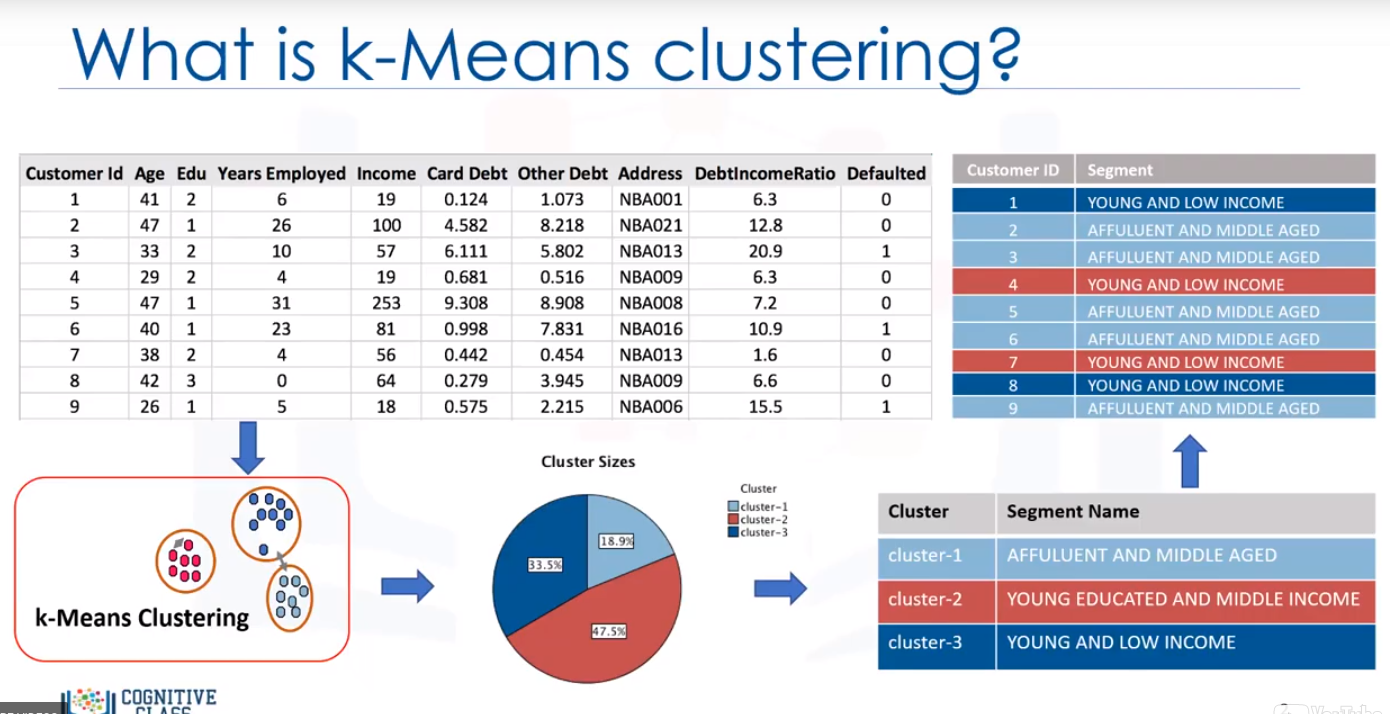 What is k-Means clustering?
Customer Id Age Edu Years Employed Income Card Debt Other Debt Address DebtIncomeRatio Defaulted
1 41 2 6 19 0.124 1.073 NBA001 6.3 0
2 47 1 26 100 4.582 8.218 NBA021 12.8 0
3 33 2 10 57 6.111 5.802 NBA013 20.9 1
4 29 2 4 19 0.681 0.516 NBA009 6.3 0
5 47 1 31 253 9.308 8.908 NBA008 7.2 0
6 40 1 23 81 0.998 7.831 NBA016 10.9 1
7 38 2 4 56 0.442 0.454 NBA013 1.6 0
8 42 3 0 64 0.279 3.945 NBA009 6.6 0
9 26 1 5 18 0.575 2.215 NBA006 15.5 1
Customer ID Segment
1 YOUNG AND LOW INCOME
2 AFFULUENT AND MIDDLE AGED
3 AFFULUENT AND MIDDLE AGED
4 YOUNG AND LOW INCOME
5 AFFULUENT AND MIDDLE AGED
6 AFFULUENT AND MIDDLE AGED
7 YOUNG AND LOW INCOME
8 YOUNG AND LOW INCOME
9 AFFULUENT AND MIDDLE AGED
k-Means Clustering
Cluster Sizes
18.9%
33.5%
47.5%
Cluster
cluster-1
cluster-2
cluster-3
Cluster Segment Name
cluster-1 AFFULUENT AND MIDDLE AGED
cluster-2 YOUNG EDUCATED AND MIDDLE INCOME
cluster-3 YOUNG AND LOW INCOME
COGNITIVE
CLASS